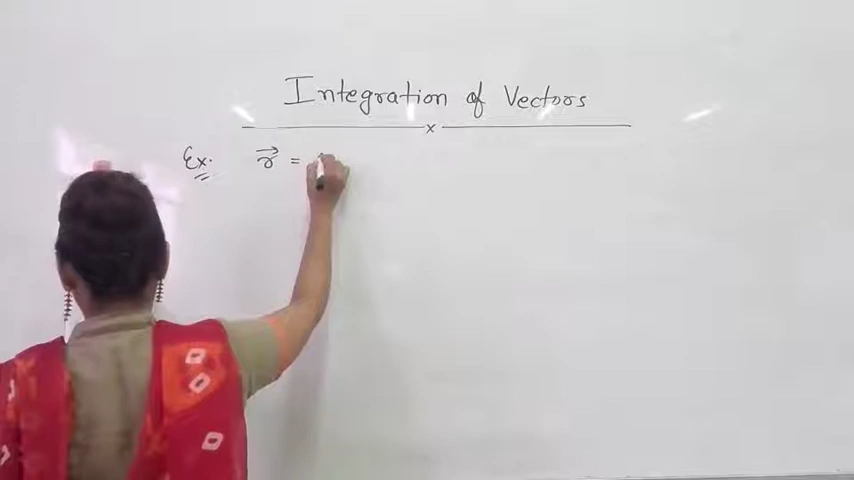 Integration of Vectors
x
Ex. r⃗ =